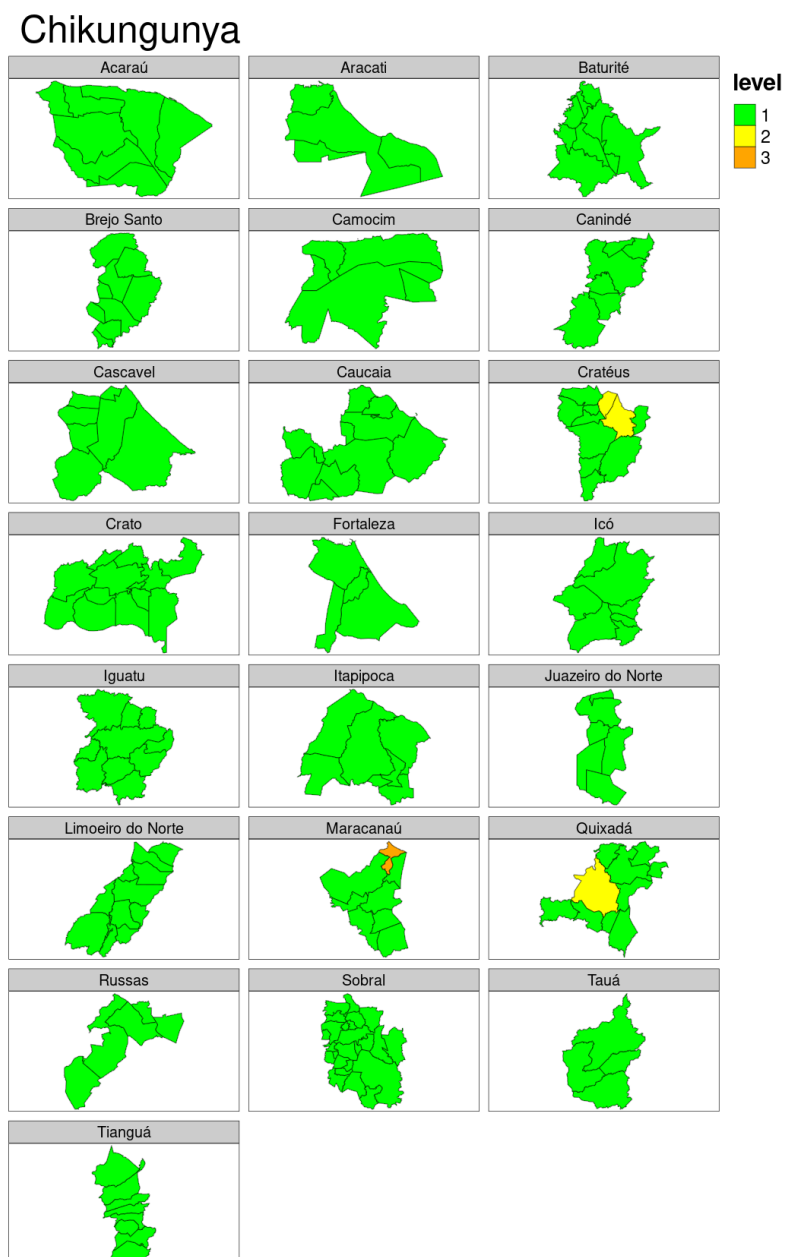 Chikungunya
Acaraú
Aracati
Baturité
level
1
2
3
Brejo Santo
Camocim
Canindé
Cascavel
Caucaia
Cratéus
Crato
Fortaleza
Icó
Iguatu
Itapipoca
Juazeiro do Norte
Limoeiro do Norte
Maracanaú
Quixadá
Russas
Sobral
Tauá
Tianguá